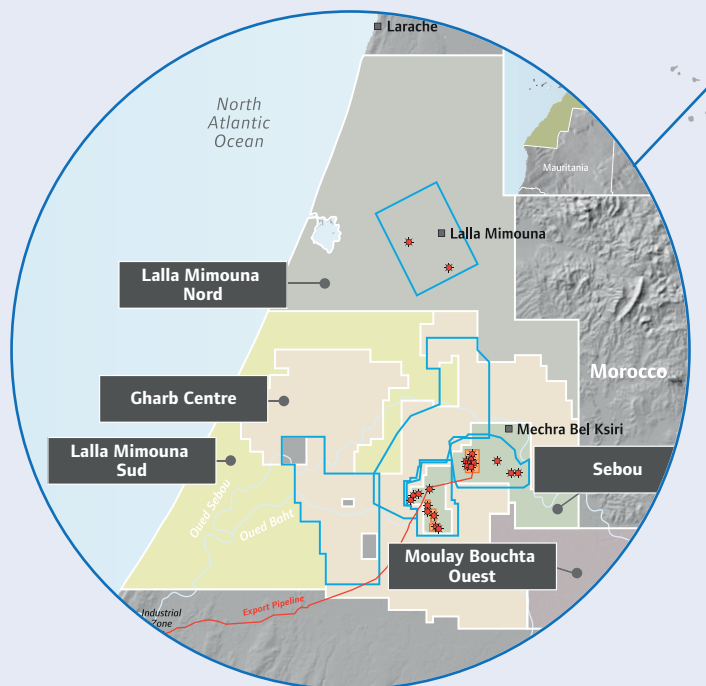 Larache
North
Atlantic
Ocean
Mauritania
Lalla Mimouna
Lalla Mimouna
Nord
Morocco
Gharb Centre
Mechra Bel Ksiri
Lalla Mimouna
Sud
Sebou
Oued Sebou
Oued Baht
Moulay Bouchta
Ouest
Export Pipeline
Industrial
Zone